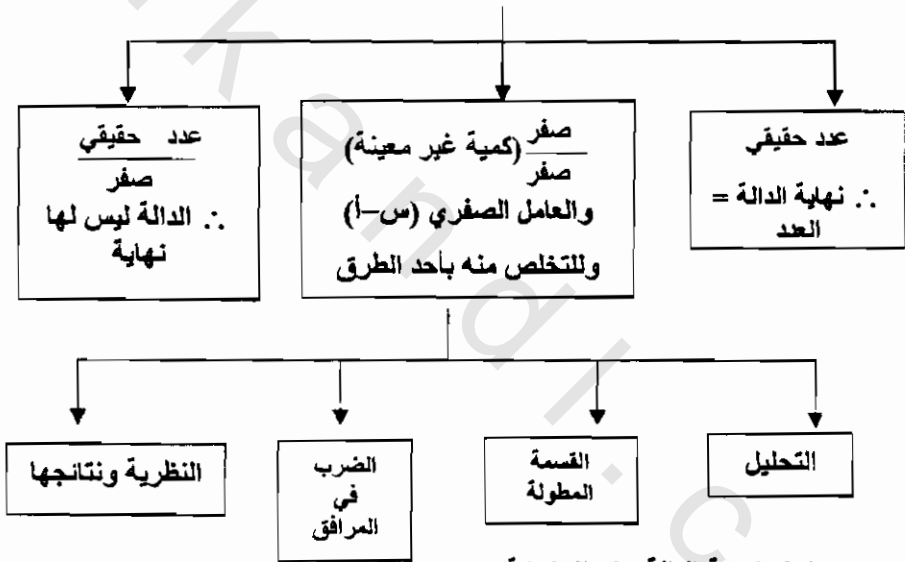 عدد حقيقي
∴ نهاية الدالة =
العدد
صفر
صفر (كمية غير معينة)
والعامل الصفري (س–أ)
وللتخلص منه بأحد الطرق
عدد حقيقي
صفر
∴ الدالة ليس لها
نهاية
التحليل
القسمة
المطولة
الضرب
في
المرافق
النظرية ونتائجها